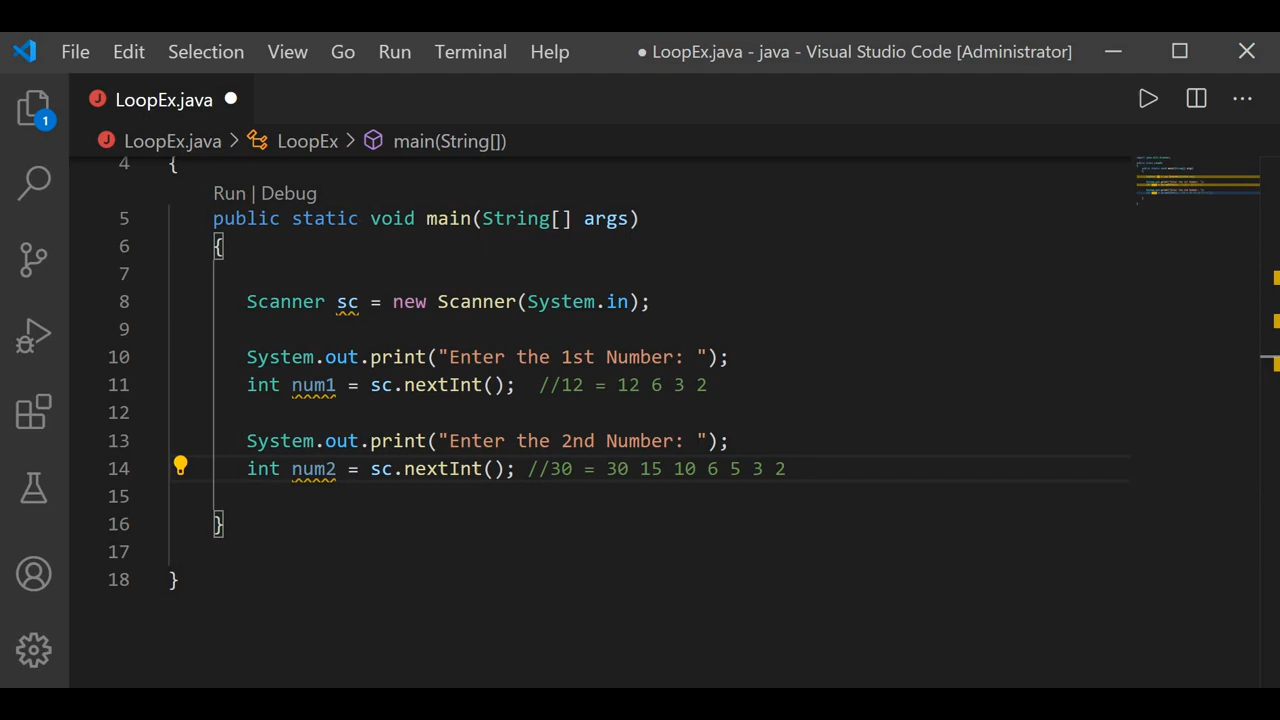 File Edit Selection View Go Run Terminal Help ● LoopEx.java - java - Visual Studio Code [Administrator]
1
J LoopEx.java ●
J LoopEx.java > LoopEx > main(String[])
4 {
Run | Debug
5 public static void main(String[] args)
6 {
7
8 Scanner sc = new Scanner(System.in);
9
10 System.out.print("Enter the 1st Number: ");
11 int num1 = sc.nextInt(); //12 = 12 6 3 2
12
13 System.out.print("Enter the 2nd Number: ");
14 int num2 = sc.nextInt(); //30 = 30 15 10 6 5 3 2
15
16 }
17
18 }